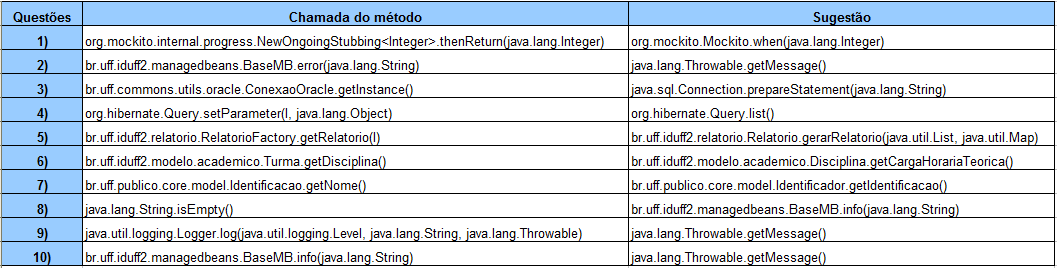 Questões Chamada do método Sugestão
1) org.mockito.internal.progress.NewOngoingStubbing<Integer>.thenReturn(java.lang.Integer) org.mockito.Mockito.when(java.lang.Integer)
2) br.uff.iduff2.managedbeans.BaseMB.error(java.lang.String) java.lang.Throwable.getMessage()
3) br.uff.commons.utils.oracle.ConexaoOracle.getInstance() java.sql.Connection.prepareStatement(java.lang.String)
4) org.hibernate.Query.setParameter(I, java.lang.Object) org.hibernate.Query.list()
5) br.uff.iduff2.relatorio.RelatorioFactory.getRelatorio(I) br.uff.iduff2.relatorio.Relatorio.gerarRelatorio(java.util.List, java.util.Map)
6) br.uff.iduff2.modelo.academico.Turma.getDisciplina() br.uff.iduff2.modelo.academico.Disciplina.getCargaHorariaTeorica()
7) br.uff.publico.core.model.Identificacao.getNome() br.uff.publico.core.model.Identificador.getIdentificacao()
8) java.lang.String.isEmpty() br.uff.iduff2.managedbeans.BaseMB.info(java.lang.String)
9) java.util.logging.Logger.log(java.util.logging.Level, java.lang.String, java.lang.Throwable) java.lang.Throwable.getMessage()
10) br.uff.iduff2.managedbeans.BaseMB.info(java.lang.String) java.lang.Throwable.getMessage()